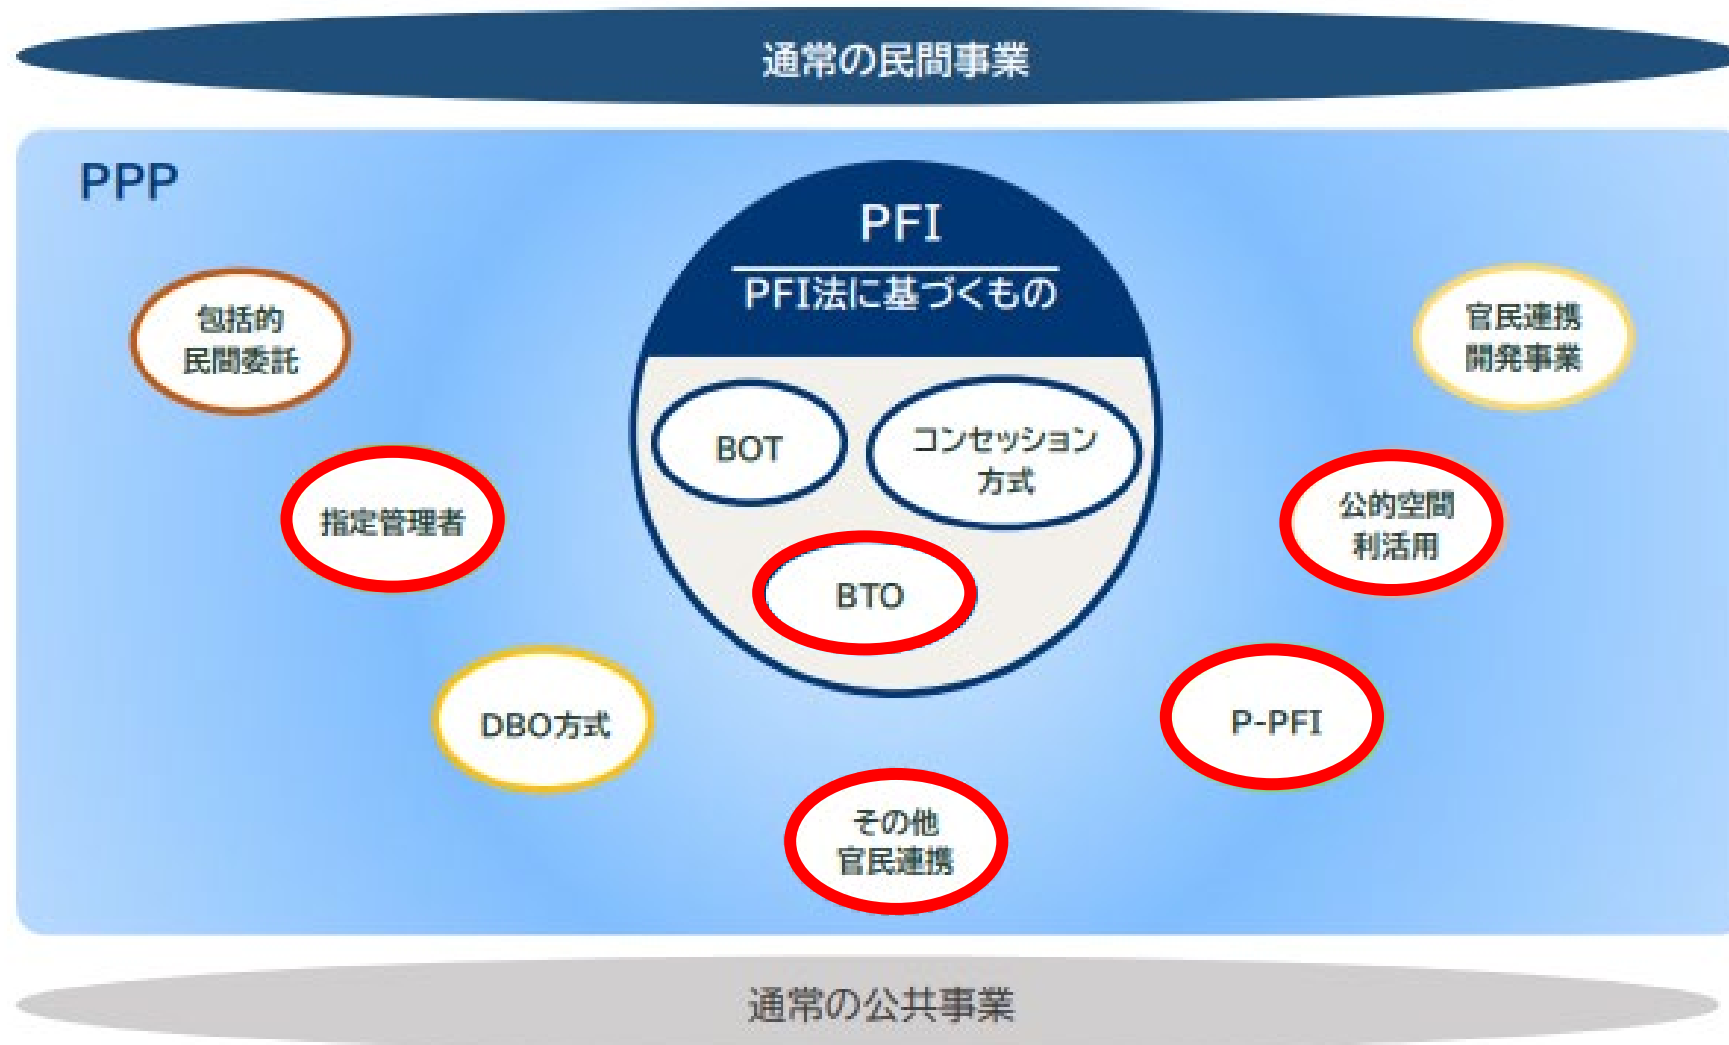 通常の民間事業
PPP
PFI
PFI法に基づくもの
包括的
民間委託
官民連携
開発事業
BOT
コンセッション
方式
指定管理者
公的空間
利活用
BTO
DBO方式
P-PFI
その他
官民連携
通常の公共事業